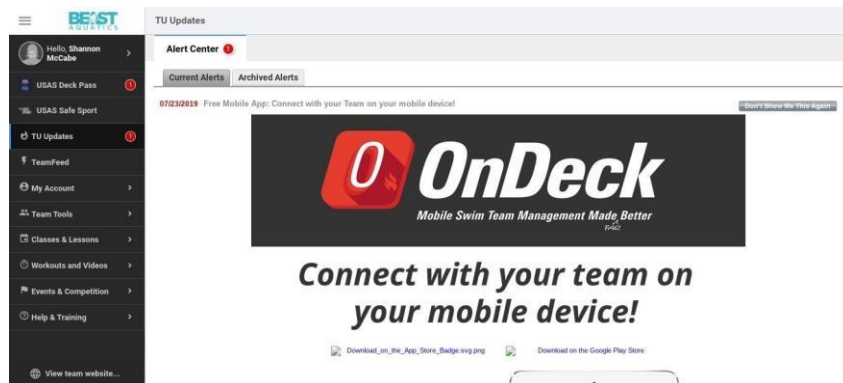 BEAST
AQUATICS
TU Updates
Hello, Shannon
McCabe
Alert Center
Current Alerts Archived Alerts
USAS Deck Pass
07/23/2019 Free Mobile App: Connect with your Team on your mobile device!
Don't Show Me This Again
USAS Safe Sport
TU Updates
TeamFeed
My Account
Team Tools
Classes & Lessons
Workouts and Videos
Events & Competition
Help & Training
View team website...
OnDeck
Mobile Swim Team Management Made Better
Connect with your team on
your mobile device!
Download_on_the_App_Store_Badge.svg.png
Download on the Google Play Store